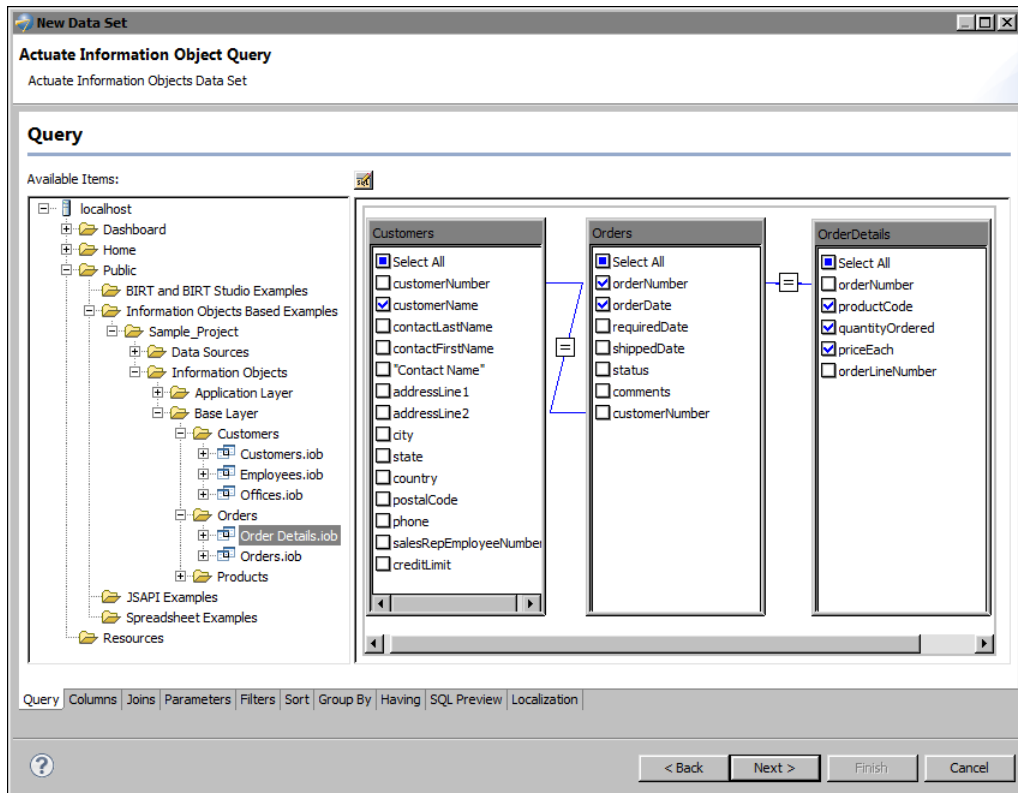 New Data Set
Actuate Information Object Query
Actuate Information Objects Data Set
Query
Available Items:
localhost
Dashboard
Home
Public
BIRT and BIRT Studio Examples
Information Objects Based Examples
Sample_Project
Data Sources
Information Objects
Application Layer
Base Layer
Customers
Customers.iob
Employees.iob
Offices.iob
Orders
Order Details.iob
Orders.iob
Products
JSAPI Examples
Spreadsheet Examples
Resources
Customers
Select All
customerNumber
customerName
contactLastName
contactFirstName
"Contact Name"
addressLine1
addressLine2
city
state
country
postalCode
phone
salesRepEmployeeNumber
creditLimit
=
Orders
Select All
orderNumber
orderDate
requiredDate
shippedDate
status
comments
customerNumber
=
OrderDetails
Select All
orderNumber
productCode
quantityOrdered
priceEach
orderLineNumber
Query Columns Joins Parameters Filters Sort Group By Having SQL Preview Localization
? < Back Next > Finish Cancel